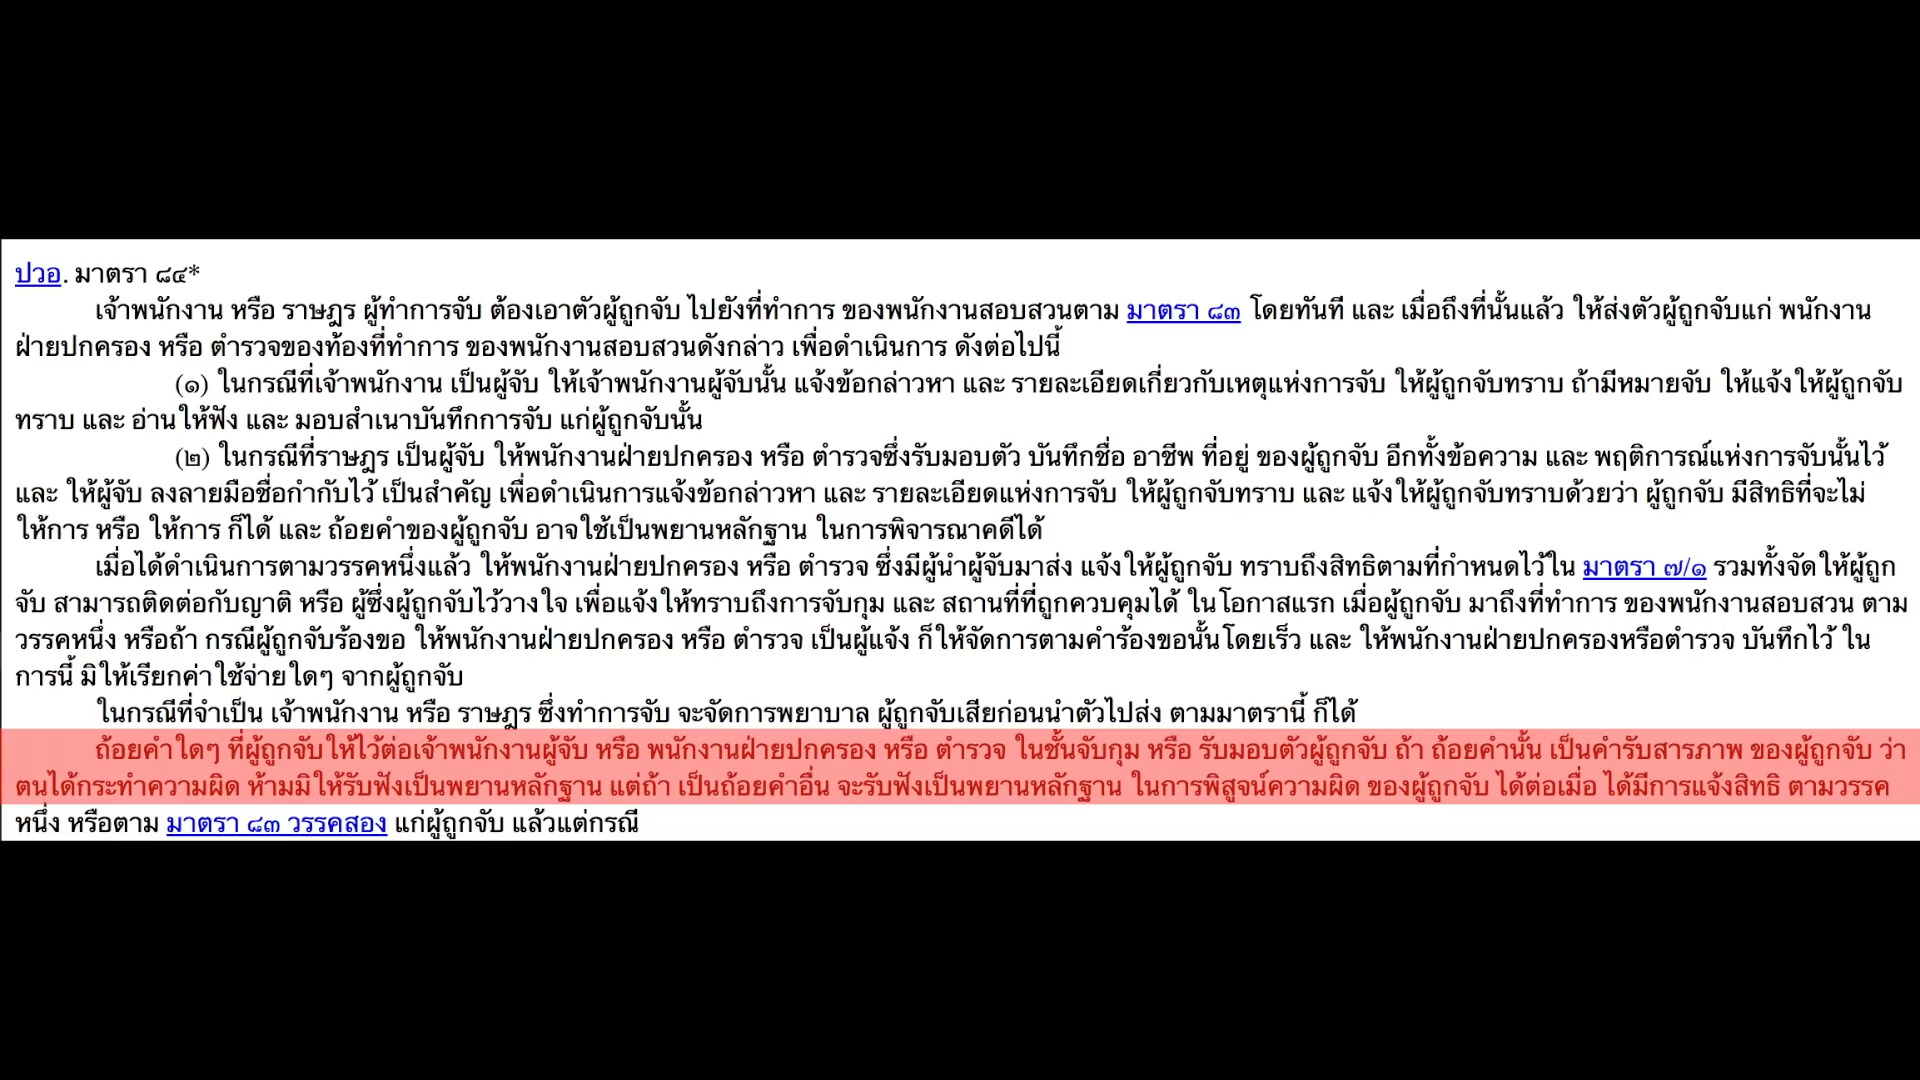 ปวอ. มาตรา ๘๔*
เจ้าพนักงาน หรือ ราษฎร ผู้ทำการจับ ต้องเอาตัวผู้ถูกจับ ไปยังที่ทำการ ของพนักงานสอบสวนตาม มาตรา ๘๓ โดยทันที และ เมื่อถึงที่นั้นแล้ว ให้ส่งตัวผู้ถูกจับแก่ พนักงาน
ฝ่ายปกครอง หรือ ตำรวจของท้องที่ทำการ ของพนักงานสอบสวนดังกล่าว เพื่อดำเนินการ ดังต่อไปนี้
(๑) ในกรณีที่เจ้าพนักงาน เป็นผู้จับ ให้เจ้าพนักงานผู้จับนั้น แจ้งข้อกล่าวหา และ รายละเอียดเกี่ยวกับเหตุแห่งการจับ ให้ผู้ถูกจับทราบ ถ้ามีหมายจับ ให้แจ้งให้ผู้ถูกจับ
ทราบ และ อ่านให้ฟัง และ มอบสำเนาบันทึกการจับ แก่ผู้ถูกจับนั้น
(๒) ในกรณีที่ราษฎร เป็นผู้จับ ให้พนักงานฝ่ายปกครอง หรือ ตำรวจซึ่งรับมอบตัว บันทึกชื่อ อาชีพ ที่อยู่ ของผู้ถูกจับ อีกทั้งข้อความ และ พฤติการณ์แห่งการจับนั้นไว้
และ ให้ผู้จับ ลงลายมือชื่อกำกับไว้ เป็นสำคัญ เพื่อดำเนินการแจ้งข้อกล่าวหา และ รายละเอียดแห่งการจับ ให้ผู้ถูกจับทราบ และ แจ้งให้ผู้ถูกจับทราบด้วยว่า ผู้ถูกจับ มีสิทธิที่จะไม่
ให้การ หรือ ให้การ ก็ได้ และ ถ้อยคำของผู้ถูกจับ อาจใช้เป็นพยานหลักฐาน ในการพิจารณาคดีได้
เมื่อได้ดำเนินการตามวรรคหนึ่งแล้ว ให้พนักงานฝ่ายปกครอง หรือ ตำรวจ ซึ่งมีผู้นำผู้จับมาส่ง แจ้งให้ผู้ถูกจับ ทราบถึงสิทธิตามที่กำหนดไว้ใน มาตรา ๗/๑ รวมทั้งจัดให้ผู้ถูก
จับ สามารถติดต่อกับญาติ หรือ ผู้ซึ่งผู้ถูกจับไว้วางใจ เพื่อแจ้งให้ทราบถึงการจับกุม และ สถานที่ที่ถูกควบคุมได้ ในโอกาสแรก เมื่อผู้ถูกจับ มาถึงที่ทำการ ของพนักงานสอบสวน ตาม
วรรคหนึ่ง หรือถ้า กรณีผู้ถูกจับร้องขอ ให้พนักงานฝ่ายปกครอง หรือ ตำรวจ เป็นผู้แจ้ง ก็ให้จัดการตามคำร้องขอนั้นโดยเร็ว และ ให้พนักงานฝ่ายปกครองหรือตำรวจ บันทึกไว้ ใน
การนี้ มิให้เรียกค่าใช้จ่ายใดๆ จากผู้ถูกจับ
ในกรณีที่จำเป็น เจ้าพนักงาน หรือ ราษฎร ซึ่งทำการจับ จะจัดการพยาบาล ผู้ถูกจับเสียก่อนนำตัวไปส่ง ตามมาตรานี้ ก็ได้
ถ้อยคำใดๆ ที่ผู้ถูกจับให้ไว้ต่อเจ้าพนักงานผู้จับ หรือ พนักงานฝ่ายปกครอง หรือ ตำรวจ ในชั้นจับกุม หรือ รับมอบตัวผู้ถูกจับ ถ้า ถ้อยคำนั้น เป็นคำรับสารภาพ ของผู้ถูกจับ ว่า
ตนได้กระทำความผิด ห้ามมิให้รับฟังเป็นพยานหลักฐาน แต่ถ้า เป็นถ้อยคำอื่น จะรับฟังเป็นพยานหลักฐาน ในการพิสูจน์ความผิด ของผู้ถูกจับ ได้ต่อเมื่อ ได้มีการแจ้งสิทธิ ตามวรรค
หนึ่ง หรือตาม มาตรา ๘๓ วรรคสอง แก่ผู้ถูกจับ แล้วแต่กรณี